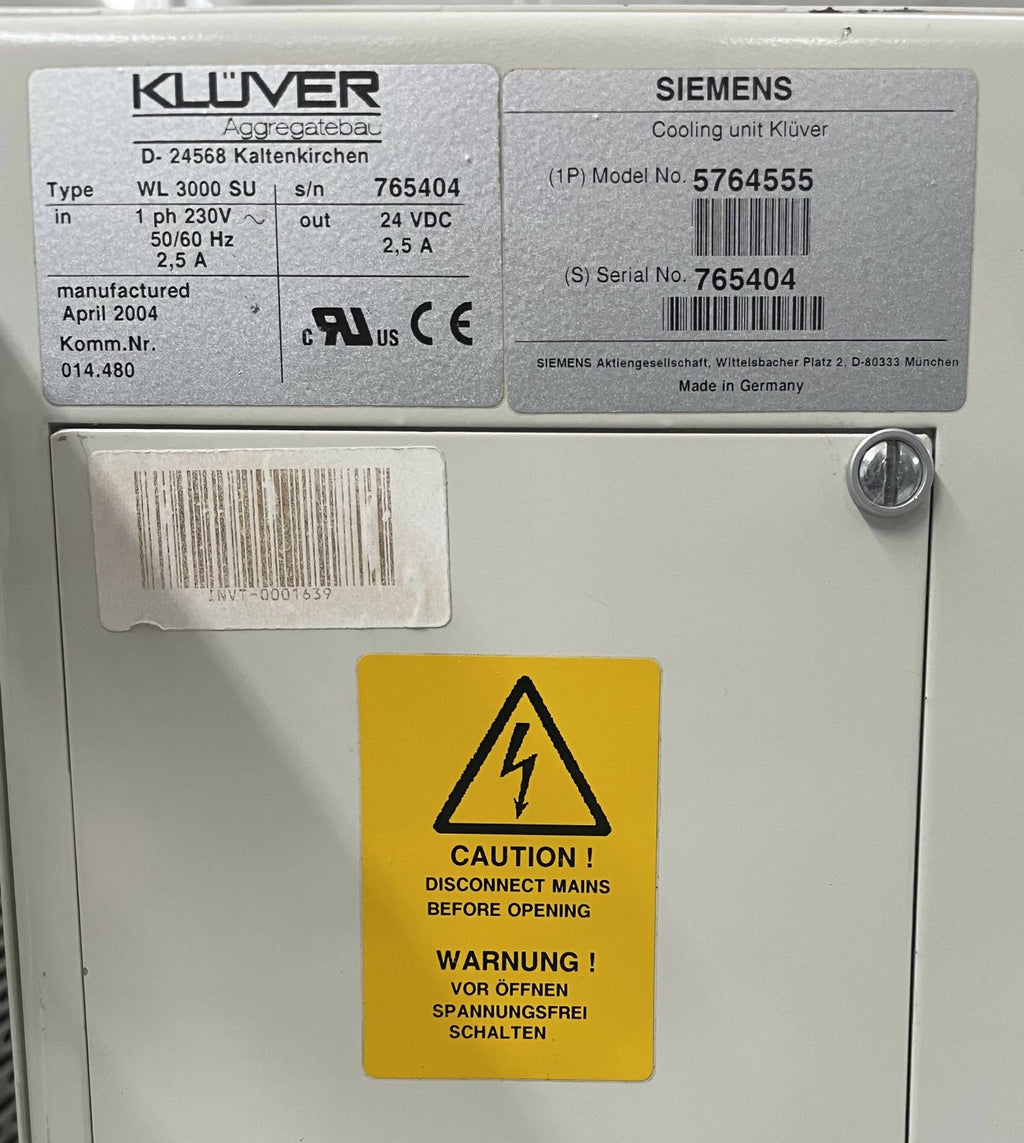 KLÜVER
Aggregatebau
D- 24568 Kaltenkirchen
Type WL 3000 SU s/n 765404
in 1 ph 230V ~ out 24 VDC
50/60 Hz 2,5 A
2,5 A
manufactured
April 2004
Komm.Nr.
014.480
c RU US CE
SIEMENS
Cooling unit Klüver
(1P) Model No. 5764555
(S) Serial No. 765404
SIEMENS Aktiengesellschaft, Wittelsbacher Platz 2, D-80333 München
Made in Germany
INVT-0001639
CAUTION !
DISCONNECT MAINS
BEFORE OPENING
WARNUNG !
VOR ÖFFNEN
SPANNUNGSFREI
SCHALTEN